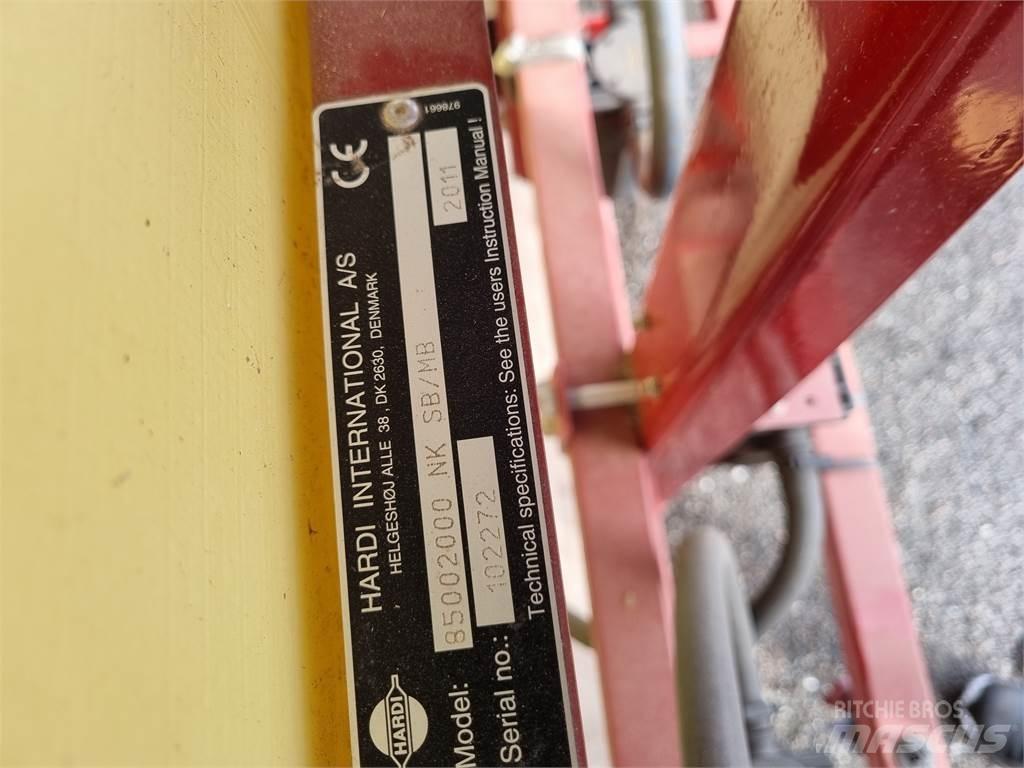 HARDI INTERNATIONAL A/S
HELGESHØJ ALLE 38, DK 2630, DENMARK
CE
HARDI
Model: 85002000 NK SB/MB
Serial no.: 102272 2011
Technical specifications: See the users Instruction Manual!
978661
RITCHIE BROS
MASCUS